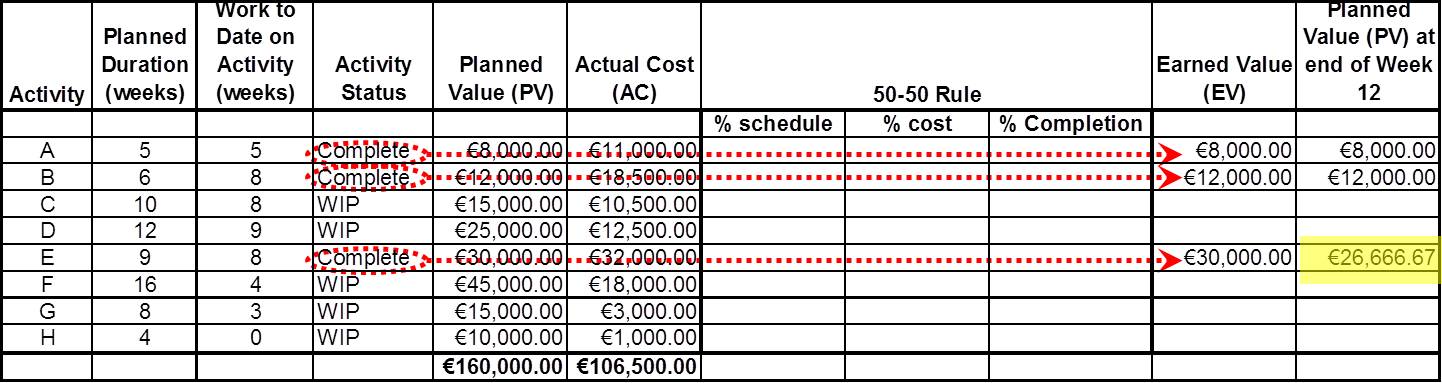 Activity Planned Duration (weeks) Work to Date on Activity (weeks) Activity Status Planned Value (PV) Actual Cost (AC) 50-50 Rule Earned Value (EV) Planned Value (PV) at end of Week 12
% schedule % cost % Completion
A 5 5 Complete €8,000.00 €11,000.00 €8,000.00 €8,000.00
B 6 8 Complete €12,000.00 €18,500.00 €12,000.00 €12,000.00
C 10 8 WIP €15,000.00 €10,500.00
D 12 9 WIP €25,000.00 €12,500.00
E 9 8 Complete €30,000.00 €32,000.00 €30,000.00 €26,666.67
F 16 4 WIP €45,000.00 €18,000.00
G 8 3 WIP €15,000.00 €3,000.00
H 4 0 WIP €10,000.00 €1,000.00
€160,000.00 €106,500.00